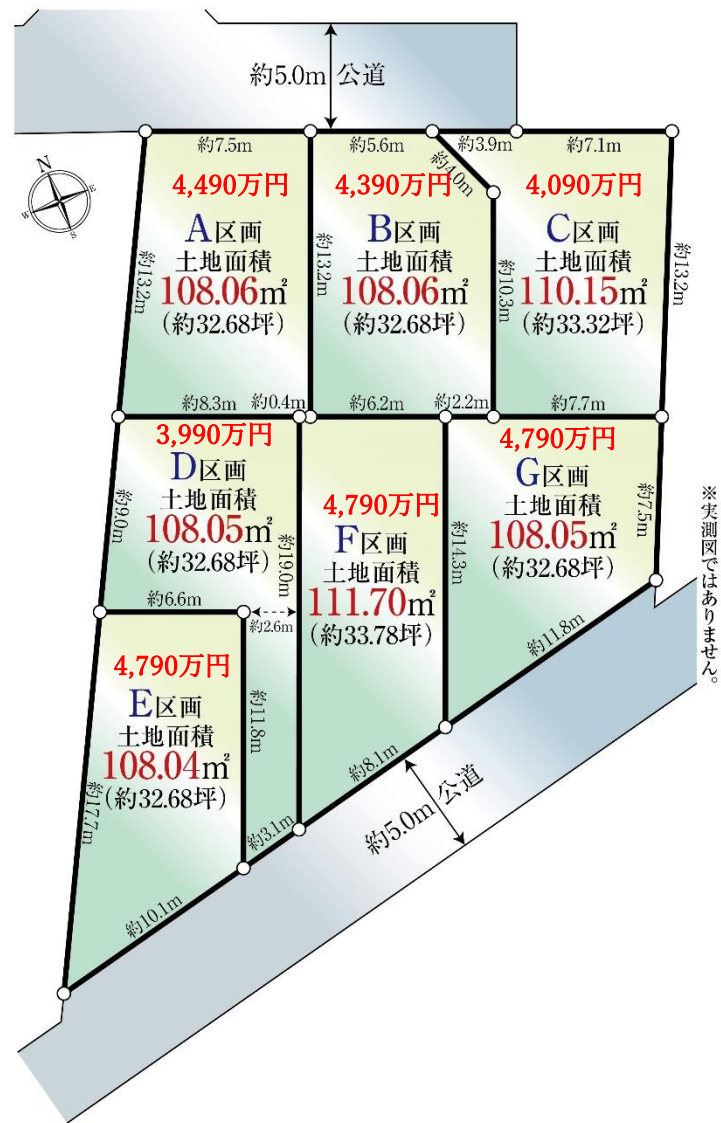 約5.0m 公道
N
E
W
S
約7.5m
約5.6m
約3.9m
約7.1m
約4.0m
4,490万円
A区画
土地面積
108.06㎡
(約32.68坪)
約13.2m
約13.2m
4,390万円
B区画
土地面積
108.06㎡
(約32.68坪)
約10.3m
4,090万円
C区画
土地面積
110.15㎡
(約33.32坪)
約13.2m
約8.3m
約0.4m
約6.2m
約2.2m
約7.7m
3,990万円
D区画
土地面積
108.05㎡
(約32.68坪)
約9.0m
約19.0m
約6.6m
約2.6m
4,790万円
F区画
土地面積
111.70㎡
(約33.78坪)
約14.3m
4,790万円
G区画
土地面積
108.05㎡
(約32.68坪)
約7.5m
約11.8m
4,790万円
E区画
土地面積
108.04㎡
(約32.68坪)
約17.7m
約11.8m
約3.1m
約8.1m
約10.1m
約5.0m 公道
※実測図ではありません。